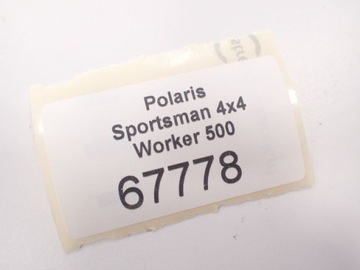 Polaris
Sportsman 4x4
Worker 500
67778